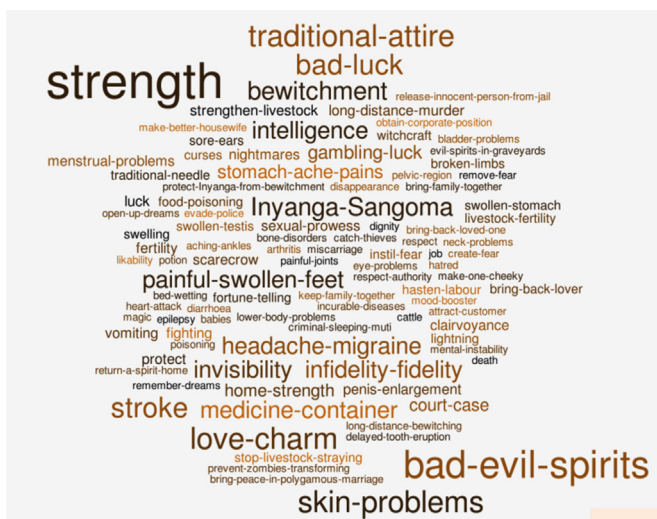 traditional-attire
bad-luck
strength
bewitchment release-innocent-person-from-jail
strengthen-livestock long-distance-murder
make-better-housewife intelligence obtain-corporate-position
sore-ears witchcraft bladder-problems
curses nightmares gambling-luck evil-spirits-in-graveyards
menstrual-problems broken-limbs
traditional-needle stomach-ache-pains pelvic-region remove-fear
protect-Inyanga-from-bewitchment disappearance bring-family-together
luck food-poisoning Inyanga-Sangoma swollen-stomach
open-up-dreams evade-police livestock-fertility
swollen-testis sexual-prowess dignity bring-back-loved-one
swelling bone-disorders catch-thieves respect neck-problems
fertility aching-ankles arthritis miscarriage instil-fear job create-fear
likability potion scarecrow painful-joints eye-problems hatred
painful-swollen-feet respect-authority make-one-cheeky
bed-wetting fortune-telling keep-family-together hasten-labour bring-back-lover
heart-attack diarrhoea incurable-diseases mood-booster
magic epilepsy babies lower-body-problems cattle attract-customer
criminal-sleeping-muti clairvoyance
vomiting fighting lightning
poisoning headache-migraine mental-instability
protect death
return-a-spirit-home invisibility infidelity-fidelity
remember-dreams home-strength penis-enlargement
stroke medicine-container court-case
long-distance-bewitching
love-charm delayed-tooth-eruption
stop-livestock-straying
prevent-zombies-transforming bad-evil-spirits
bring-peace-in-polygamous-marriage
skin-problems